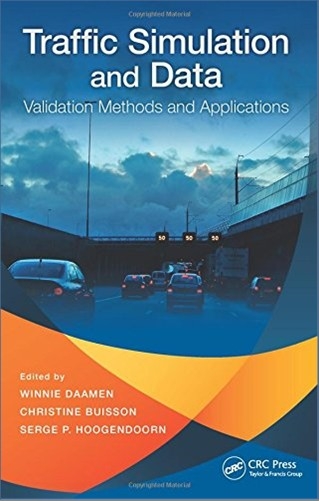 Traffic Simulation
and Data
Validation Methods and Applications
50 50 50
Edited by
WINNIE DAAMEN
CHRISTINE BUISSON
SERGE P. HOOGENDOORN
CRC
CRC Press
Taylor & Francis Group